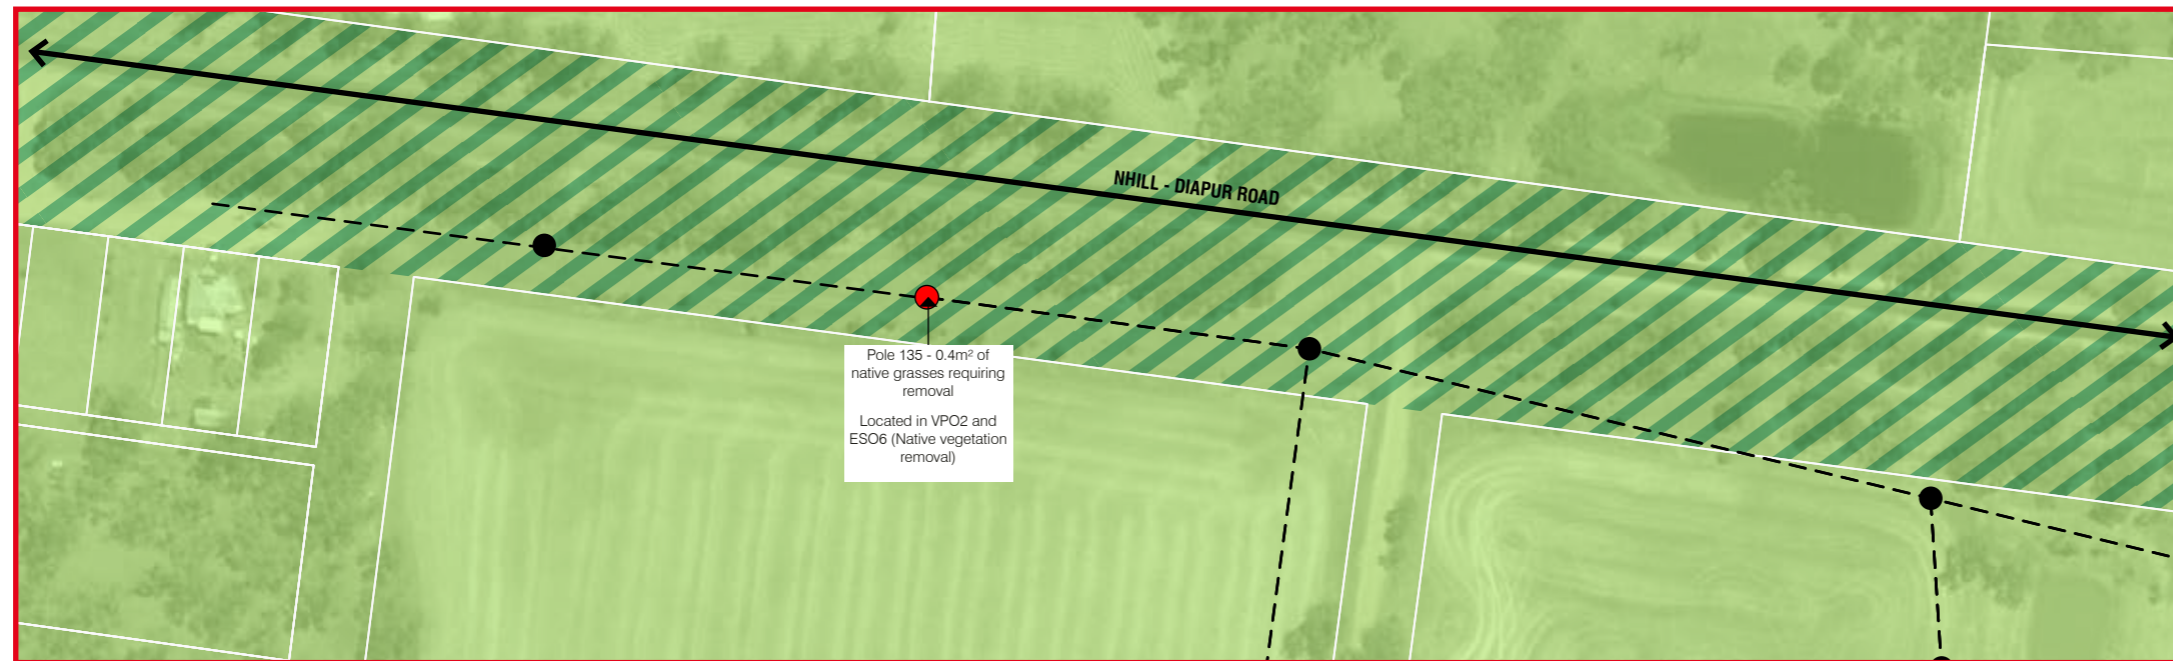 NHILL - DIAPUR ROAD
Pole 135 - 0.4m² of
native grasses requiring
removal
Located in VPO2 and
ESO6 (Native vegetation
removal)